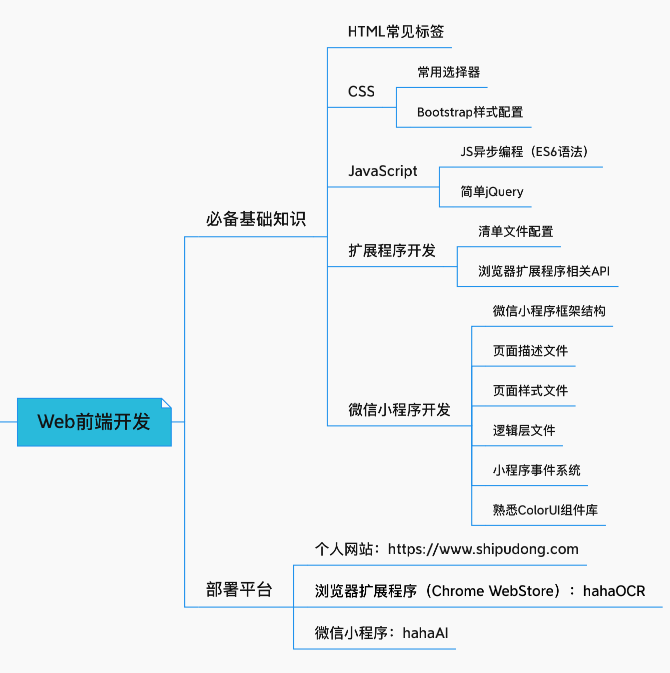 Web前端开发
必备基础知识
HTML常见标签
CSS
常用选择器
Bootstrap样式配置
JavaScript
JS异步编程（ES6语法）
简单jQuery
扩展程序开发
清单文件配置
浏览器扩展程序相关API
微信小程序开发
微信小程序框架结构
页面描述文件
页面样式文件
逻辑层文件
小程序事件系统
熟悉ColorUI组件库
部署平台
个人网站：https://www.shipudong.com
浏览器扩展程序（Chrome WebStore）：hahaOCR
微信小程序：hahaAI